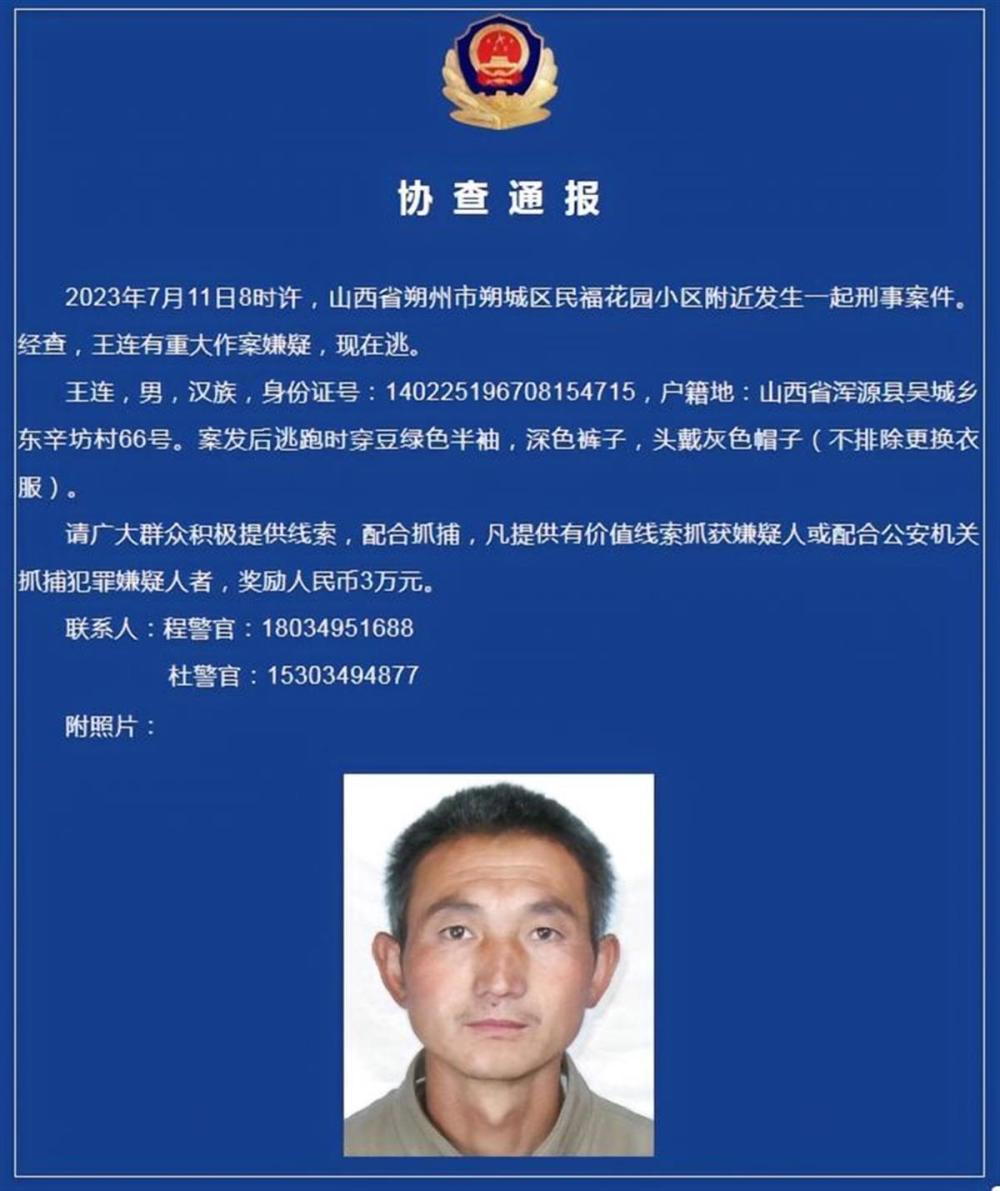 协查通报
2023年7月11日8时许，山西省朔州市朔城区民福花园小区附近发生一起刑事案件。
经查，王连有重大作案嫌疑，现在逃。
王连，男，汉族，身份证号：140225196708154715，户籍地：山西省浑源县吴城乡
东辛坊村66号。案发后逃跑时穿豆绿色半袖，深色裤子，头戴灰色帽子（不排除更换衣
服）。
请广大群众积极提供线索，配合抓捕，凡提供有价值线索抓获嫌疑人或配合公安机关
抓捕犯罪嫌疑人者，奖励人民币3万元。
联系人：程警官：18034951688
杜警官：15303494877
附照片：